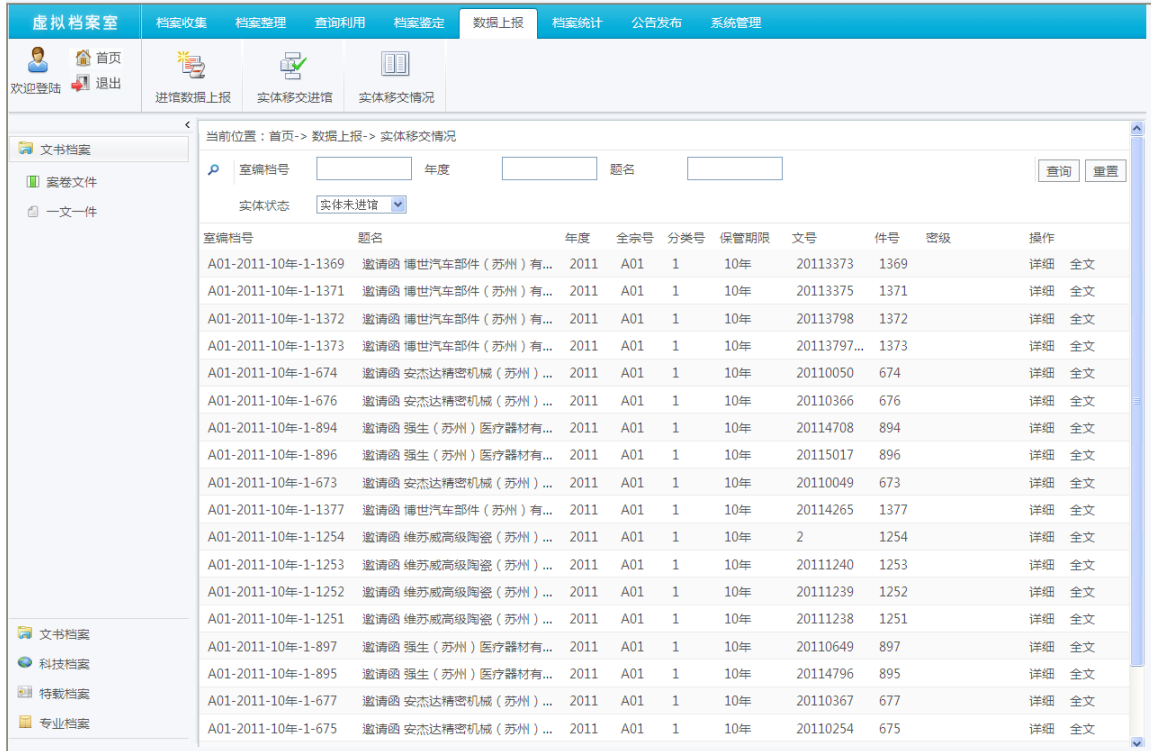 虚拟档案室 档案收集 档案整理 查询利用 档案鉴定 数据上报 档案统计 公告发布 系统管理
欢迎登陆 首页 退出 进馆数据上报 实体移交进馆 实体移交情况
当前位置：首页-> 数据上报-> 实体移交情况
文书档案
案卷文件
一文一件
室编档号 年度 题名 查询 重置
实体状态 实体未进馆
室编档号 题名 年度 全宗号 分类号 保管期限 文号 件号 密级 操作
A01-2011-10年-1-1369 邀请函 博世汽车部件（苏州）有... 2011 A01 1 10年 20113373 1369 详细 全文
A01-2011-10年-1-1371 邀请函 博世汽车部件（苏州）有... 2011 A01 1 10年 20113375 1371 详细 全文
A01-2011-10年-1-1372 邀请函 博世汽车部件（苏州）有... 2011 A01 1 10年 20113798 1372 详细 全文
A01-2011-10年-1-1373 邀请函 博世汽车部件（苏州）有... 2011 A01 1 10年 20113797... 1373 详细 全文
A01-2011-10年-1-674 邀请函 安杰达精密机械（苏州）... 2011 A01 1 10年 20110050 674 详细 全文
A01-2011-10年-1-676 邀请函 安杰达精密机械（苏州）... 2011 A01 1 10年 20110366 676 详细 全文
A01-2011-10年-1-894 邀请函 强生（苏州）医疗器材有... 2011 A01 1 10年 20114708 894 详细 全文
A01-2011-10年-1-896 邀请函 强生（苏州）医疗器材有... 2011 A01 1 10年 20115017 896 详细 全文
A01-2011-10年-1-673 邀请函 安杰达精密机械（苏州）... 2011 A01 1 10年 20110049 673 详细 全文
A01-2011-10年-1-1377 邀请函 博世汽车部件（苏州）有... 2011 A01 1 10年 20114265 1377 详细 全文
A01-2011-10年-1-1254 邀请函 维苏威高级陶瓷（苏州）... 2011 A01 1 10年 2 1254 详细 全文
A01-2011-10年-1-1253 邀请函 维苏威高级陶瓷（苏州）... 2011 A01 1 10年 20111240 1253 详细 全文
A01-2011-10年-1-1252 邀请函 维苏威高级陶瓷（苏州）... 2011 A01 1 10年 20111239 1252 详细 全文
A01-2011-10年-1-1251 邀请函 维苏威高级陶瓷（苏州）... 2011 A01 1 10年 20111238 1251 详细 全文
A01-2011-10年-1-897 邀请函 强生（苏州）医疗器材有... 2011 A01 1 10年 20110649 897 详细 全文
A01-2011-10年-1-895 邀请函 强生（苏州）医疗器材有... 2011 A01 1 10年 20114796 895 详细 全文
A01-2011-10年-1-677 邀请函 安杰达精密机械（苏州）... 2011 A01 1 10年 20110367 677 详细 全文
A01-2011-10年-1-675 邀请函 安杰达精密机械（苏州）... 2011 A01 1 10年 20110254 675 详细 全文
文书档案
科技档案
特载档案
专业档案